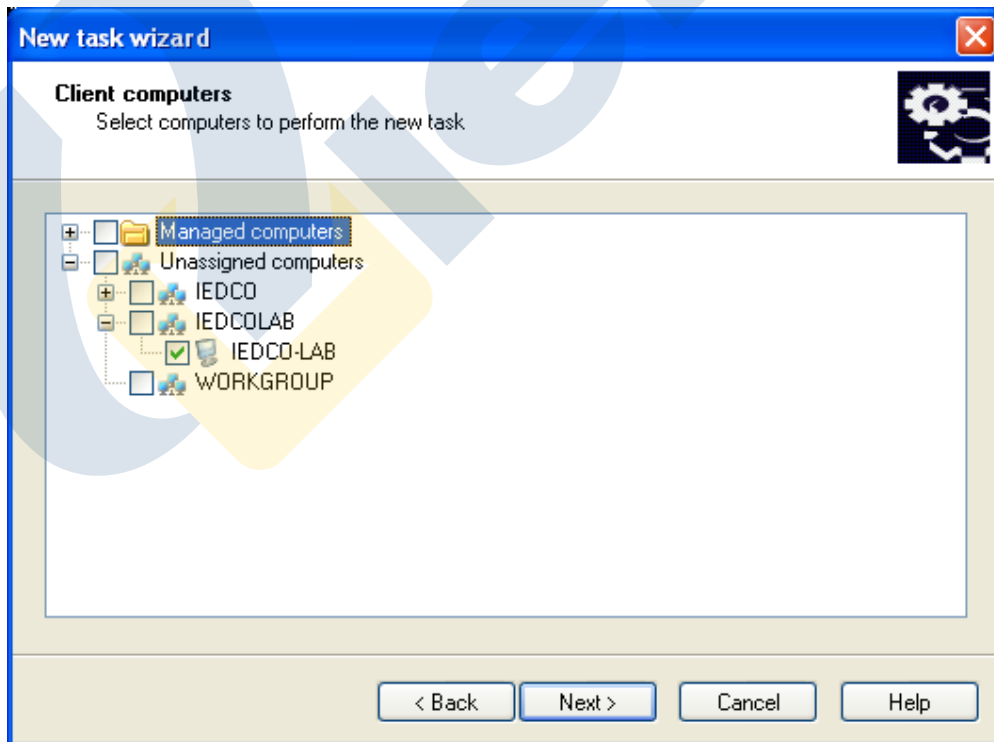 New task wizard
Client computers
Select computers to perform the new task
Managed computers
Unassigned computers
IEDCO
IEDCOLAB
IEDCO-LAB
WORKGROUP
< Back Next > Cancel Help